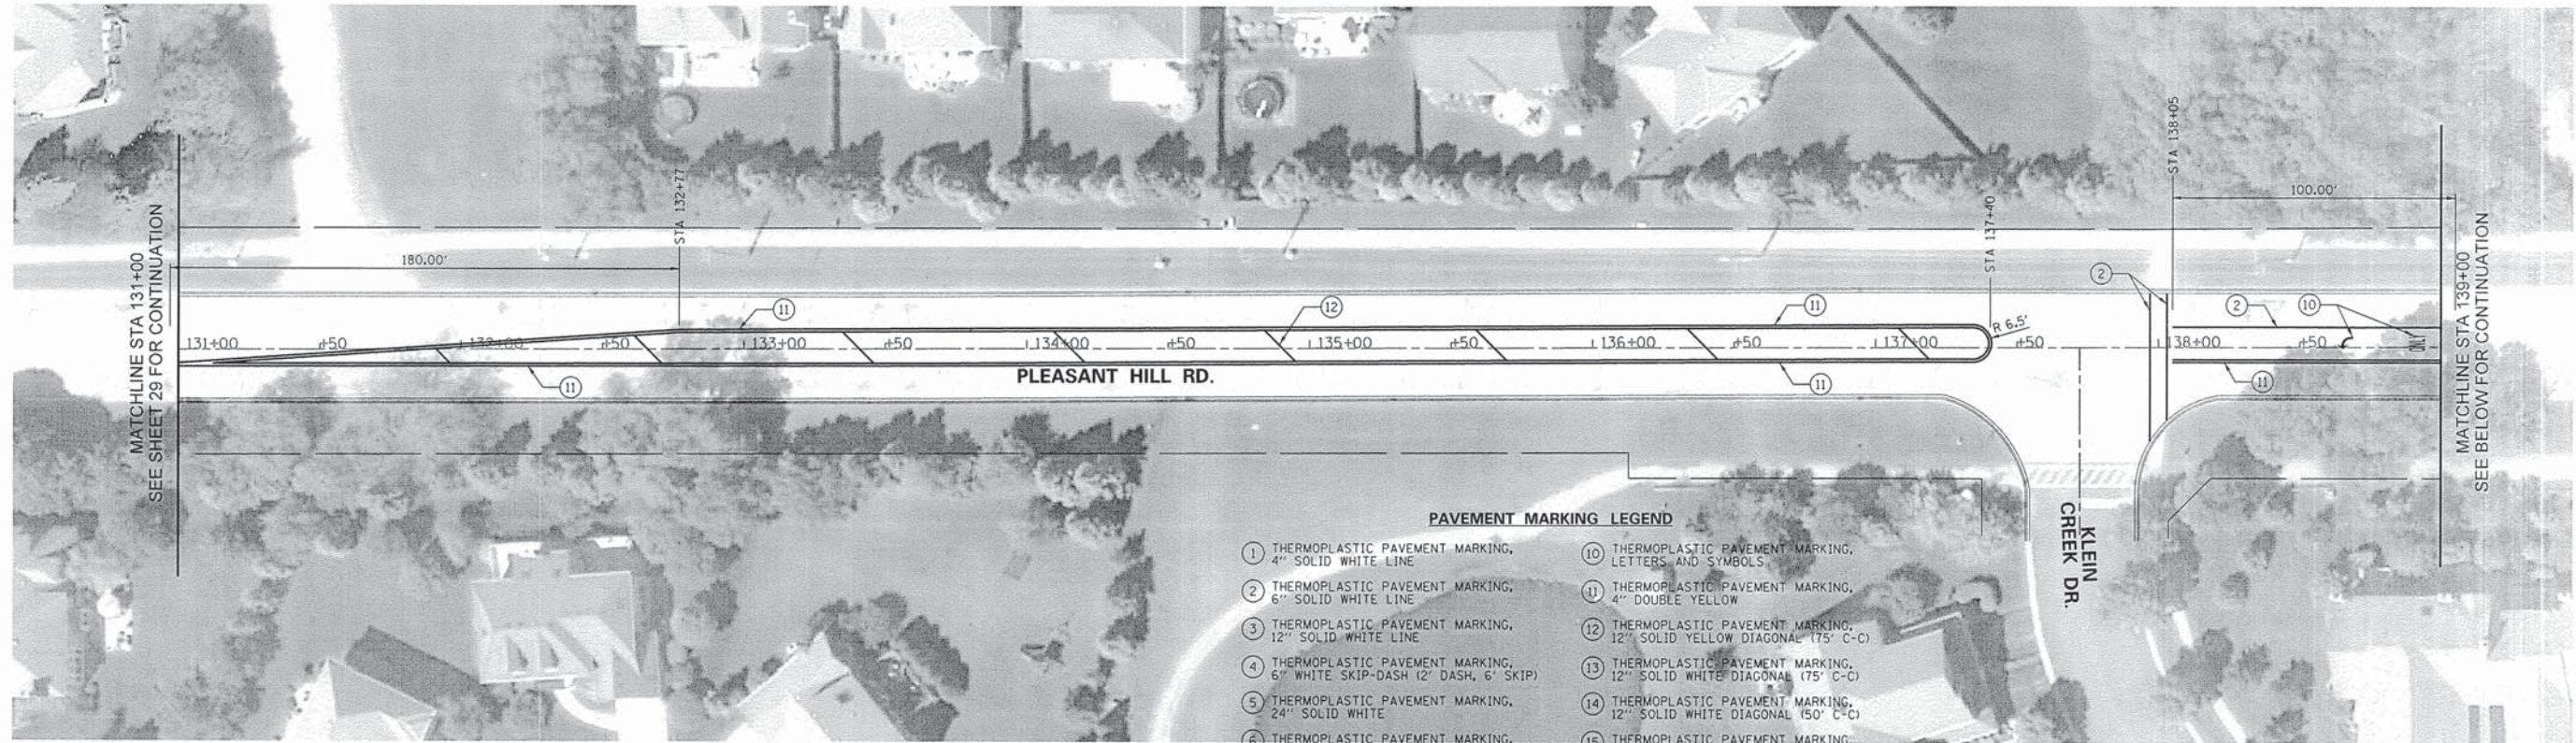 MATCHLINE STA 131+00
SEE SHEET 29 FOR CONTINUATION
180.00'
STA 132+77
STA 137+40
STA 138+05
100.00'
MATCHLINE STA 139+00
SEE BELOW FOR CONTINUATION
11
12
11
2
2
10
R 6.5'
131+00
+50
132+00
+50
133+00
+50
134+00
+50
135+00
+50
136+00
+50
137+00
+50
138+00
+50
ONLY
11
PLEASANT HILL RD.
11
11
KLEIN
CREEK DR.
PAVEMENT MARKING LEGEND
1 THERMOPLASTIC PAVEMENT MARKING,
4" SOLID WHITE LINE
2 THERMOPLASTIC PAVEMENT MARKING,
6" SOLID WHITE LINE
3 THERMOPLASTIC PAVEMENT MARKING,
12" SOLID WHITE LINE
4 THERMOPLASTIC PAVEMENT MARKING,
6" WHITE SKIP-DASH (2' DASH, 6' SKIP)
5 THERMOPLASTIC PAVEMENT MARKING,
24" SOLID WHITE
6 THERMOPLASTIC PAVEMENT MARKING,
10 THERMOPLASTIC PAVEMENT MARKING,
LETTERS AND SYMBOLS
11 THERMOPLASTIC PAVEMENT MARKING,
4" DOUBLE YELLOW
12 THERMOPLASTIC PAVEMENT MARKING,
12" SOLID YELLOW DIAGONAL (75' C-C)
13 THERMOPLASTIC PAVEMENT MARKING,
12" SOLID WHITE DIAGONAL (75' C-C)
14 THERMOPLASTIC PAVEMENT MARKING,
12" SOLID WHITE DIAGONAL (50' C-C)
15 THERMOPLASTIC PAVEMENT MARKING,